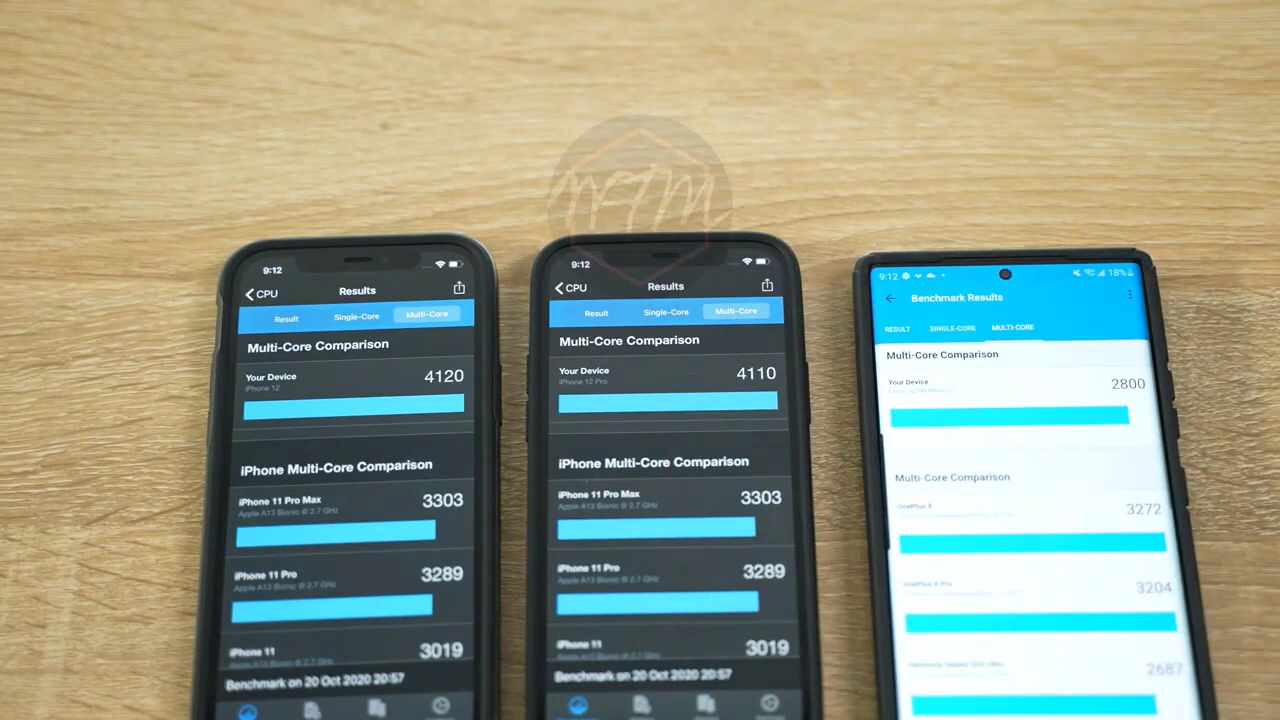 NTM
9:12
CPU
Results
Result Single-Core Multi-Core
Multi-Core Comparison
Your Device 4120
iPhone 12
iPhone Multi-Core Comparison
iPhone 11 Pro Max 3303
Apple A13 Bionic @ 2.7 GHz
iPhone 11 Pro 3289
Apple A13 Bionic @ 2.7 GHz
iPhone 11 3019
Benchmark on 20 Oct 2020 20:57
9:12
CPU
Results
Result Single-Core Multi-Core
Multi-Core Comparison
Your Device 4110
iPhone 12 Pro
iPhone Multi-Core Comparison
iPhone 11 Pro Max 3303
Apple A13 Bionic @ 2.7 GHz
iPhone 11 Pro 3289
Apple A13 Bionic @ 2.7 GHz
iPhone 11 3019
Benchmark on 20 Oct 2020 20:57
9:12 18%
Benchmark Results
RESULT SINGLE-CORE MULTI-CORE
Multi-Core Comparison
Your Device 2800
Multi-Core Comparison
OnePlus 8 3272
OnePlus 8 Pro 3204
2687